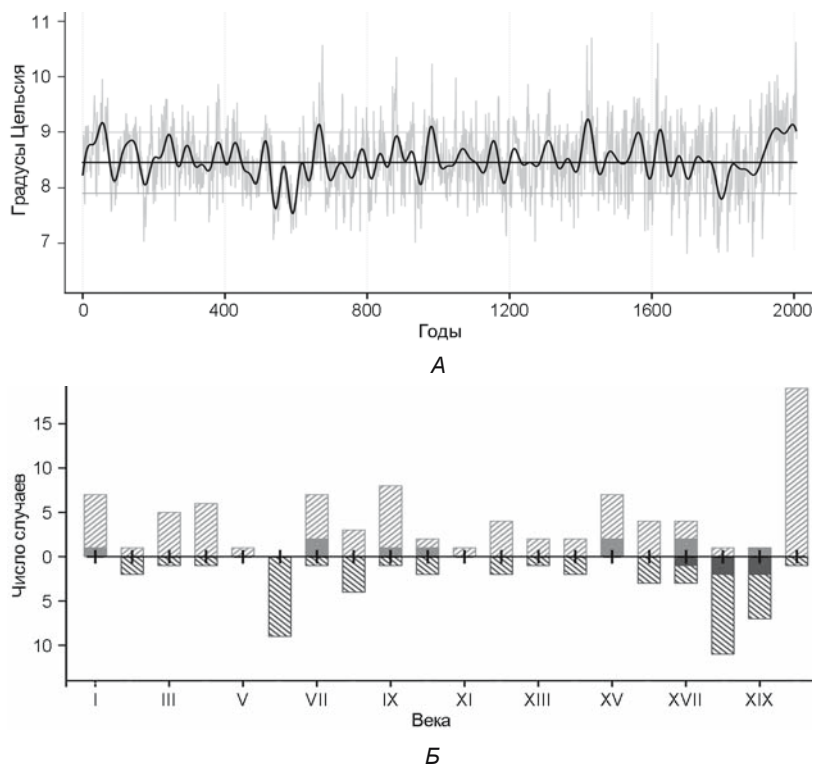 11
10
9
8
7
Градусы Цельсия
0 400 800 1200 1600 2000
Годы
А
15
10
5
0
5
10
Число случаев
I III V VII IX XI XIII XV XVII XIX
Века
Б